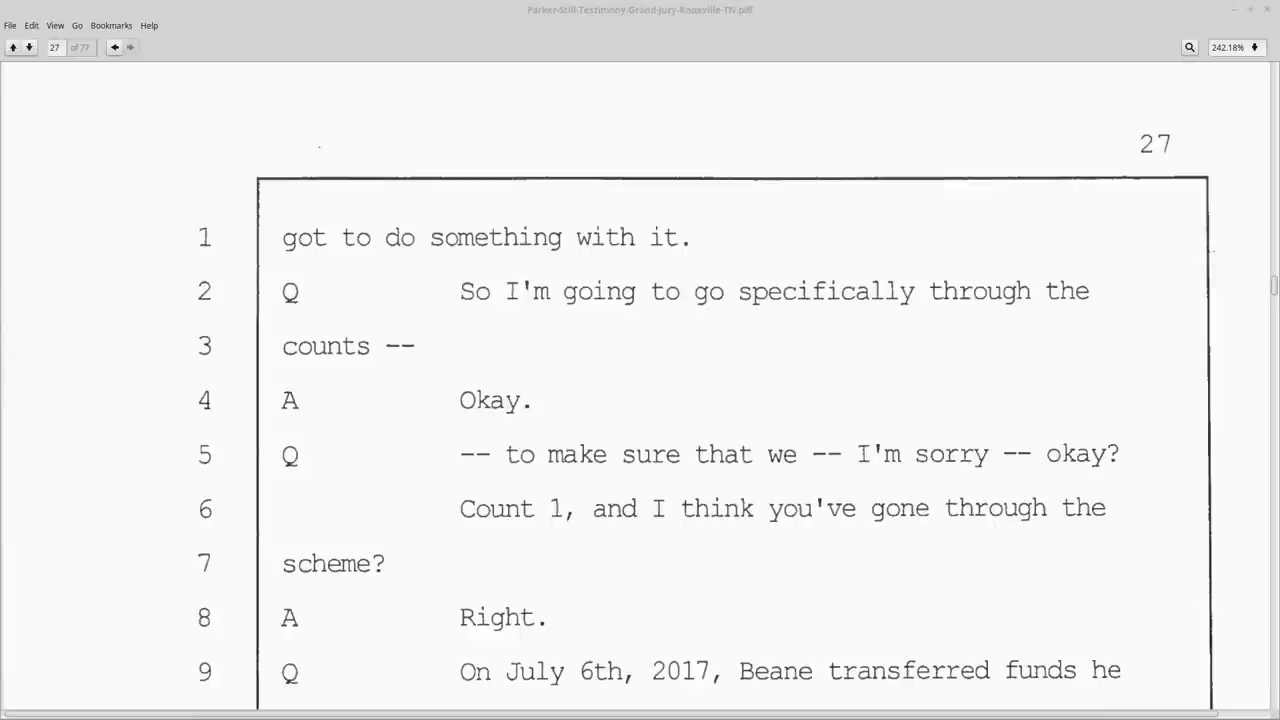 Parker-Still-Testimony-Grand-Jury-Knoxville-TN.pdf
File Edit View Go Bookmarks Help
27 of 77
242.18%
27
1 got to do something with it.
2 Q So I'm going to go specifically through the
3 counts --
4 A Okay.
5 Q -- to make sure that we -- I'm sorry -- okay?
6 Count 1, and I think you've gone through the
7 scheme?
8 A Right.
9 Q On July 6th, 2017, Beane transferred funds he